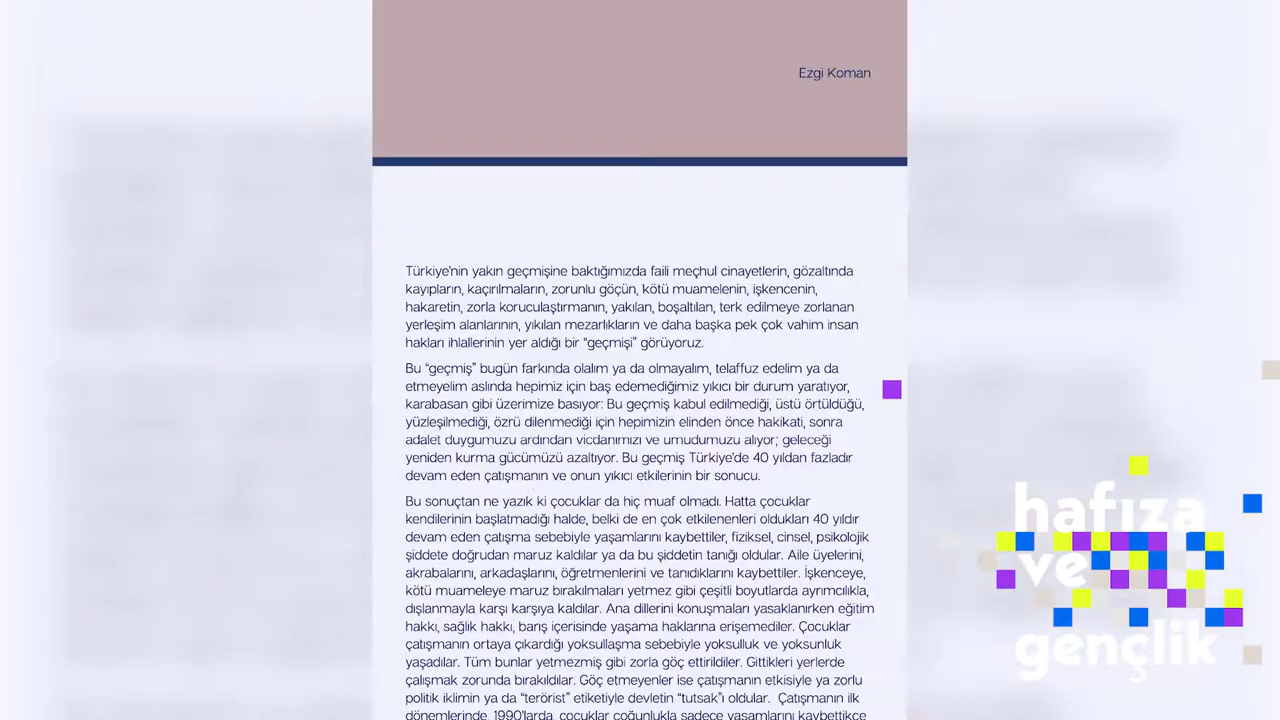 Ezgi Koman
Türkiye'nin yakın geçmişine baktığımızda faili meçhul cinayetlerin, gözaltında
kayıpların, kaçırılmaların, zorunlu göçün, kötü muamelenin, işkencenin,
hakaretin, zorla koruculaştırmanın, yakılan, boşaltılan, terk edilmeye zorlanan
yerleşim alanlarının, yıkılan mezarlıkların ve daha başka pek çok vahim insan
hakları ihlallerinin yer aldığı bir “geçmişi” görüyoruz.
Bu “geçmiş” bugün farkında olalım ya da olmayalım, telaffuz edelim ya da
etmeyelim aslında hepimiz için baş edemediğimiz yıkıcı bir durum yaratıyor,
karabasan gibi üzerimize basıyor: Bu geçmiş kabul edilmediği, üstü örtüldüğü,
yüzleşilmediği, özrü dilenmediği için hepimizin elinden önce hakikati, sonra
adalet duygumuzu ardından vicdanımızı ve umudumuzu alıyor; geleceği
yeniden kurma gücümüzü azaltıyor. Bu geçmiş Türkiye'de 40 yıldan fazladır
devam eden çatışmanın ve onun yıkıcı etkilerinin bir sonucu.
Bu sonuçtan ne yazık ki çocuklar da hiç muaf olmadı. Hatta çocuklar
kendilerinin başlatmadığı halde, belki de en çok etkilenenleri oldukları 40 yıldır
devam eden çatışma sebebiyle yaşamlarını kaybettiler, fiziksel, cinsel, psikolojik
şiddete doğrudan maruz kaldılar ya da bu şiddetin tanığı oldular. Aile üyelerini,
akrabalarını, arkadaşlarını, öğretmenlerini ve tanıdıklarını kaybettiler. İşkenceye,
kötü muameleye maruz bırakılmaları yetmez gibi çeşitli boyutlarda ayrımcılıkla,
dışlanmayla karşı karşıya kaldılar. Ana dillerini konuşmaları yasaklanırken eğitim
hakkı, sağlık hakkı, barış içerisinde yaşama haklarına erişemediler. Çocuklar
çatışmanın ortaya çıkardığı yoksullaşma sebebiyle yoksulluk ve yoksunluk
yaşadılar. Tüm bunlar yetmezmiş gibi zorla göç ettirildiler. Gittikleri yerlerde
çalışmak zorunda bırakıldılar. Göç etmeyenler ise çatışmanın etkisiyle ya zorlu
politik iklimin ya da “terörist” etiketiyle devletin “tutsak”ı oldular. Çatışmanın ilk
dönemlerinde, 1990'larda, çocuklar çoğunlukla sadece yaşamlarını kaybettikçe
hafıza
ve
gençlik